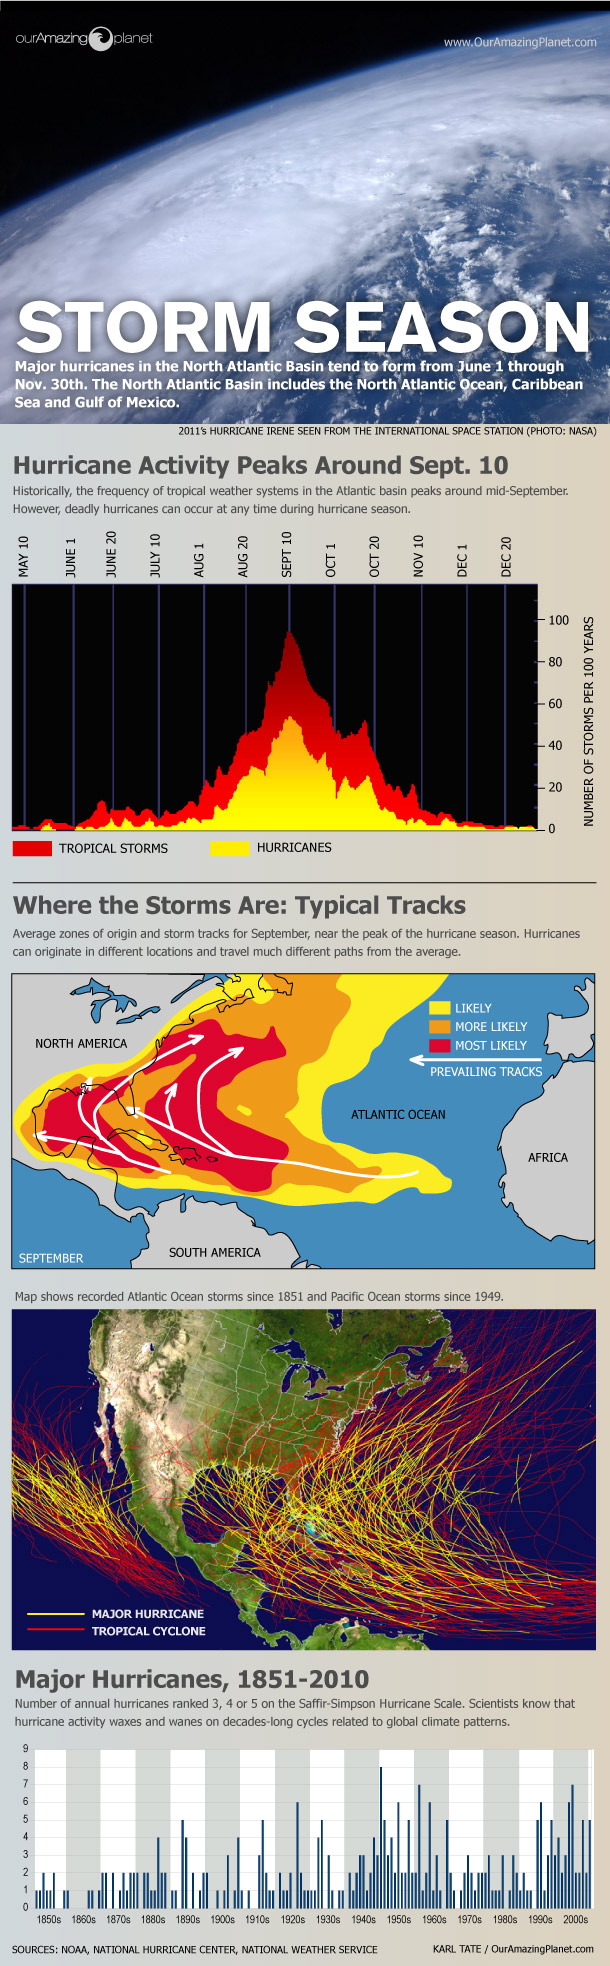 ourAmazing planet
www.OurAmazingPlanet.com
STORM SEASON
Major hurricanes in the North Atlantic Basin tend to form from June 1 through
Nov. 30th. The North Atlantic Basin includes the North Atlantic Ocean, Caribbean
Sea and Gulf of Mexico.
2011's HURRICANE IRENE SEEN FROM THE INTERNATIONAL SPACE STATION (PHOTO: NASA)
Hurricane Activity Peaks Around Sept. 10
Historically, the frequency of tropical weather systems in the Atlantic basin peaks around mid-September.
However, deadly hurricanes can occur at any time during hurricane season.
MAY 10
JUNE 1
JUNE 20
JULY 10
AUG 1
AUG 20
SEPT 10
OCT 1
OCT 20
NOV 10
DEC 1
DEC 20
100
80
60
40
20
0
NUMBER OF STORMS PER 100 YEARS
TROPICAL STORMS
HURRICANES
Where the Storms Are: Typical Tracks
Average zones of origin and storm tracks for September, near the peak of the hurricane season. Hurricanes
can originate in different locations and travel much different paths from the average.
LIKELY
MORE LIKELY
MOST LIKELY
PREVAILING TRACKS
NORTH AMERICA
ATLANTIC OCEAN
AFRICA
SOUTH AMERICA
SEPTEMBER
Map shows recorded Atlantic Ocean storms since 1851 and Pacific Ocean storms since 1949.
MAJOR HURRICANE
TROPICAL CYCLONE
Major Hurricanes, 1851-2010
Number of annual hurricanes ranked 3, 4 or 5 on the Saffir-Simpson Hurricane Scale. Scientists know that
hurricane activity waxes and wanes on decades-long cycles related to global climate patterns.
9
8
7
6
5
4
3
2
1
0
1850s 1860s 1870s 1880s 1890s 1900s 1910s 1920s 1930s 1940s 1950s 1960s 1970s 1980s 1990s 2000s
SOURCES: NOAA, NATIONAL HURRICANE CENTER, NATIONAL WEATHER SERVICE
KARL TATE / OurAmazingPlanet.com